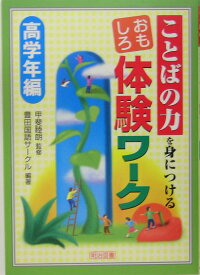 ことばの力を身につける
おもしろ
体験ワーク
高学年編
甲斐睦朗 監修
豊田国語サークル 編著
明治図書